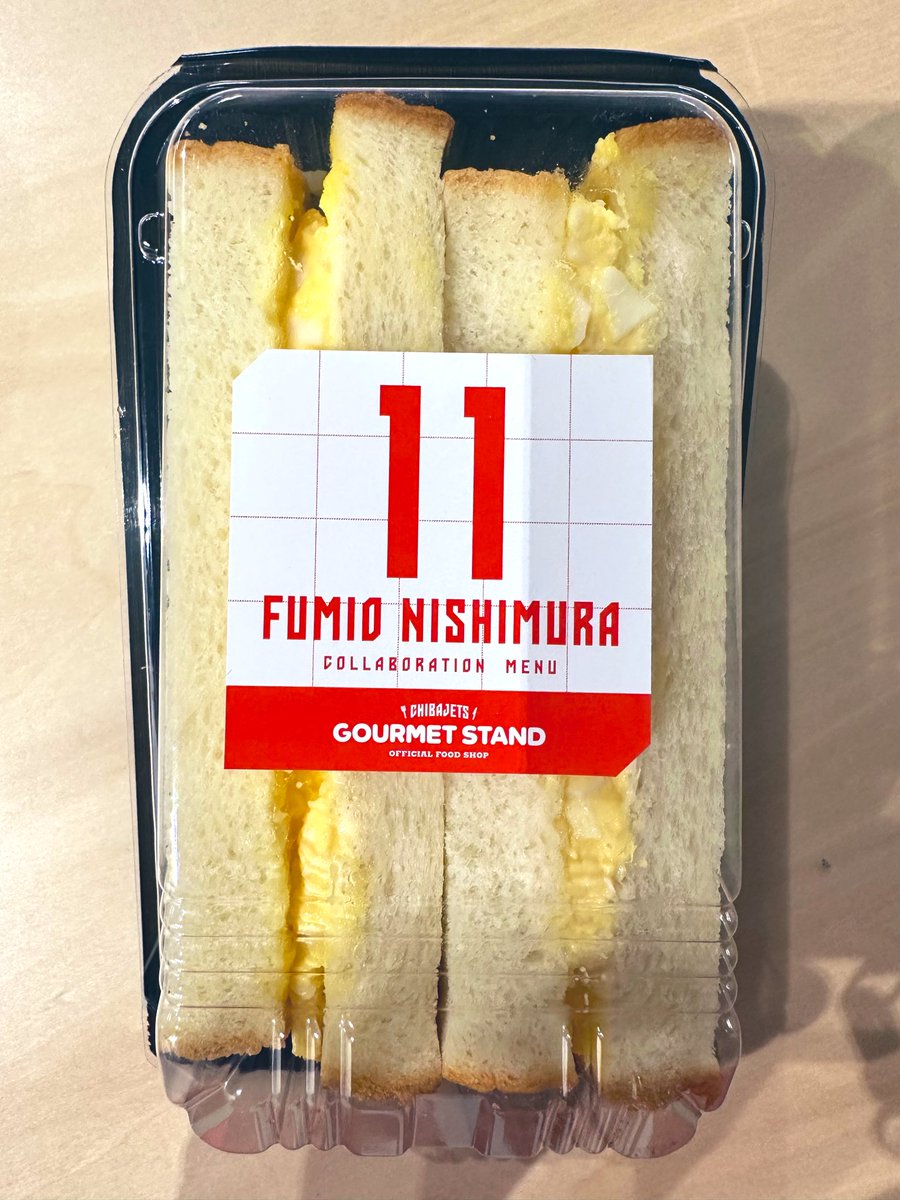 11
FUMIO NISHIMURA
COLLABORATION MENU
CHIBAJETS
GOURMET STAND
OFFICIAL FOOD SHOP